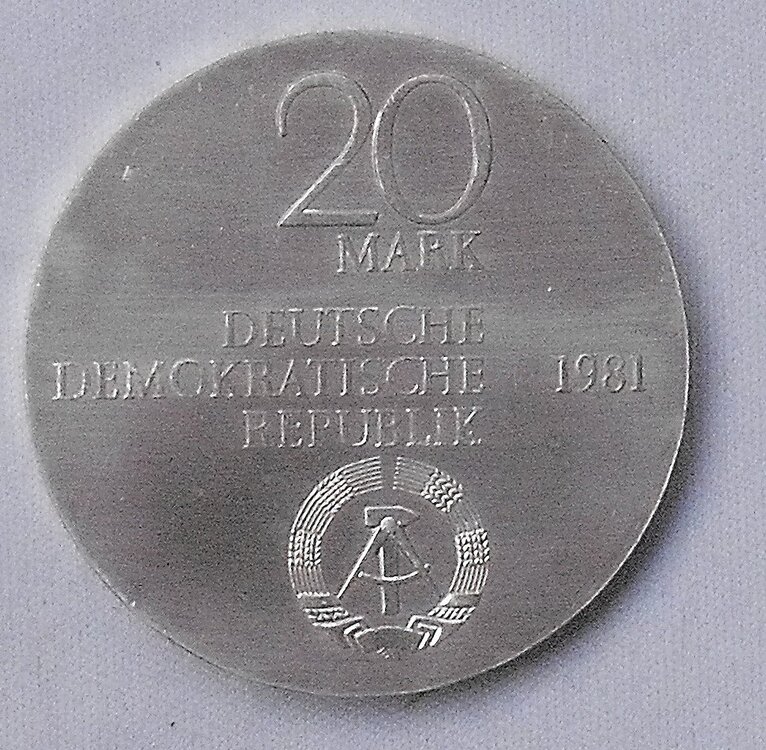 20
MARK
DEUTSCHE
DEMOKRATISCHE 1981
REPUBLIK